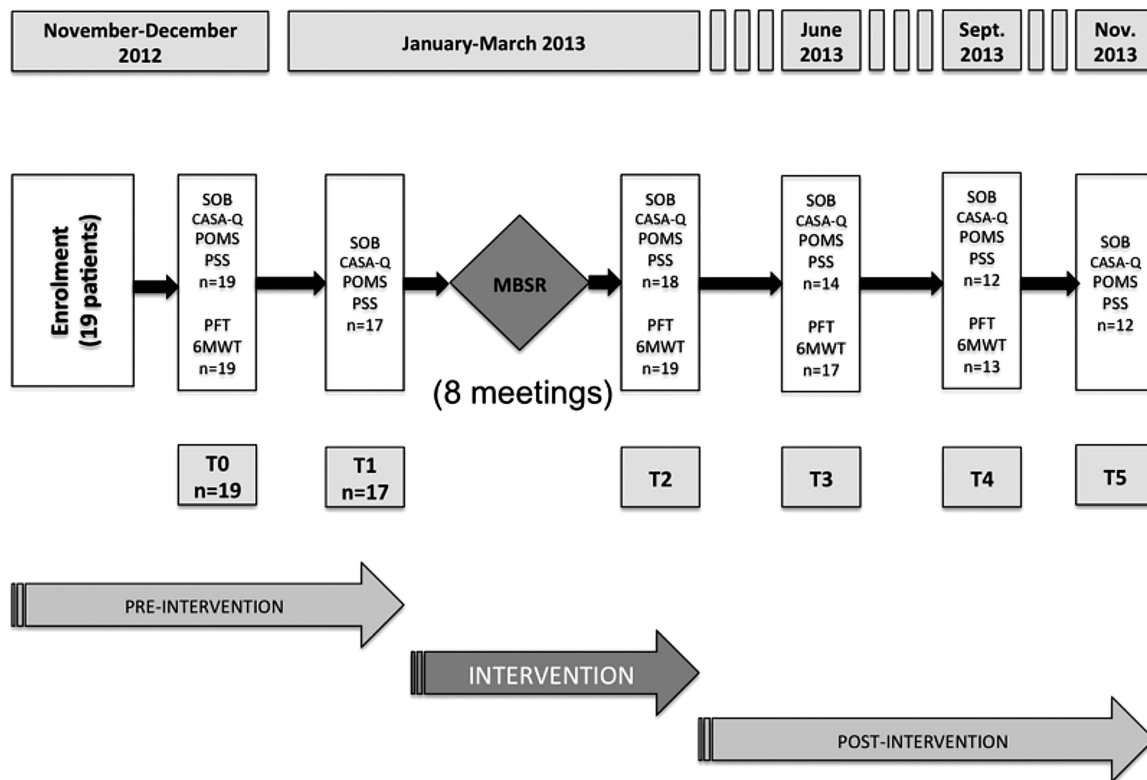 November-December
2012
January-March 2013
June
2013
Sept.
2013
Nov.
2013
Enrolment
(19 patients)
SOB
CASA-Q
POMS
PSS
n=19
PFT
6MWT
n=19
SOB
CASA-Q
POMS
PSS
n=17
MBSR
(8 meetings)
SOB
CASA-Q
POMS
PSS
n=18
PFT
6MWT
n=19
SOB
CASA-Q
POMS
PSS
n=14
PFT
6MWT
n=17
SOB
CASA-Q
POMS
PSS
n=12
PFT
6MWT
n=13
SOB
CASA-Q
POMS
PSS
n=12
T0
n=19
T1
n=17
T2
T3
T4
T5
PRE-INTERVENTION
INTERVENTION
POST-INTERVENTION